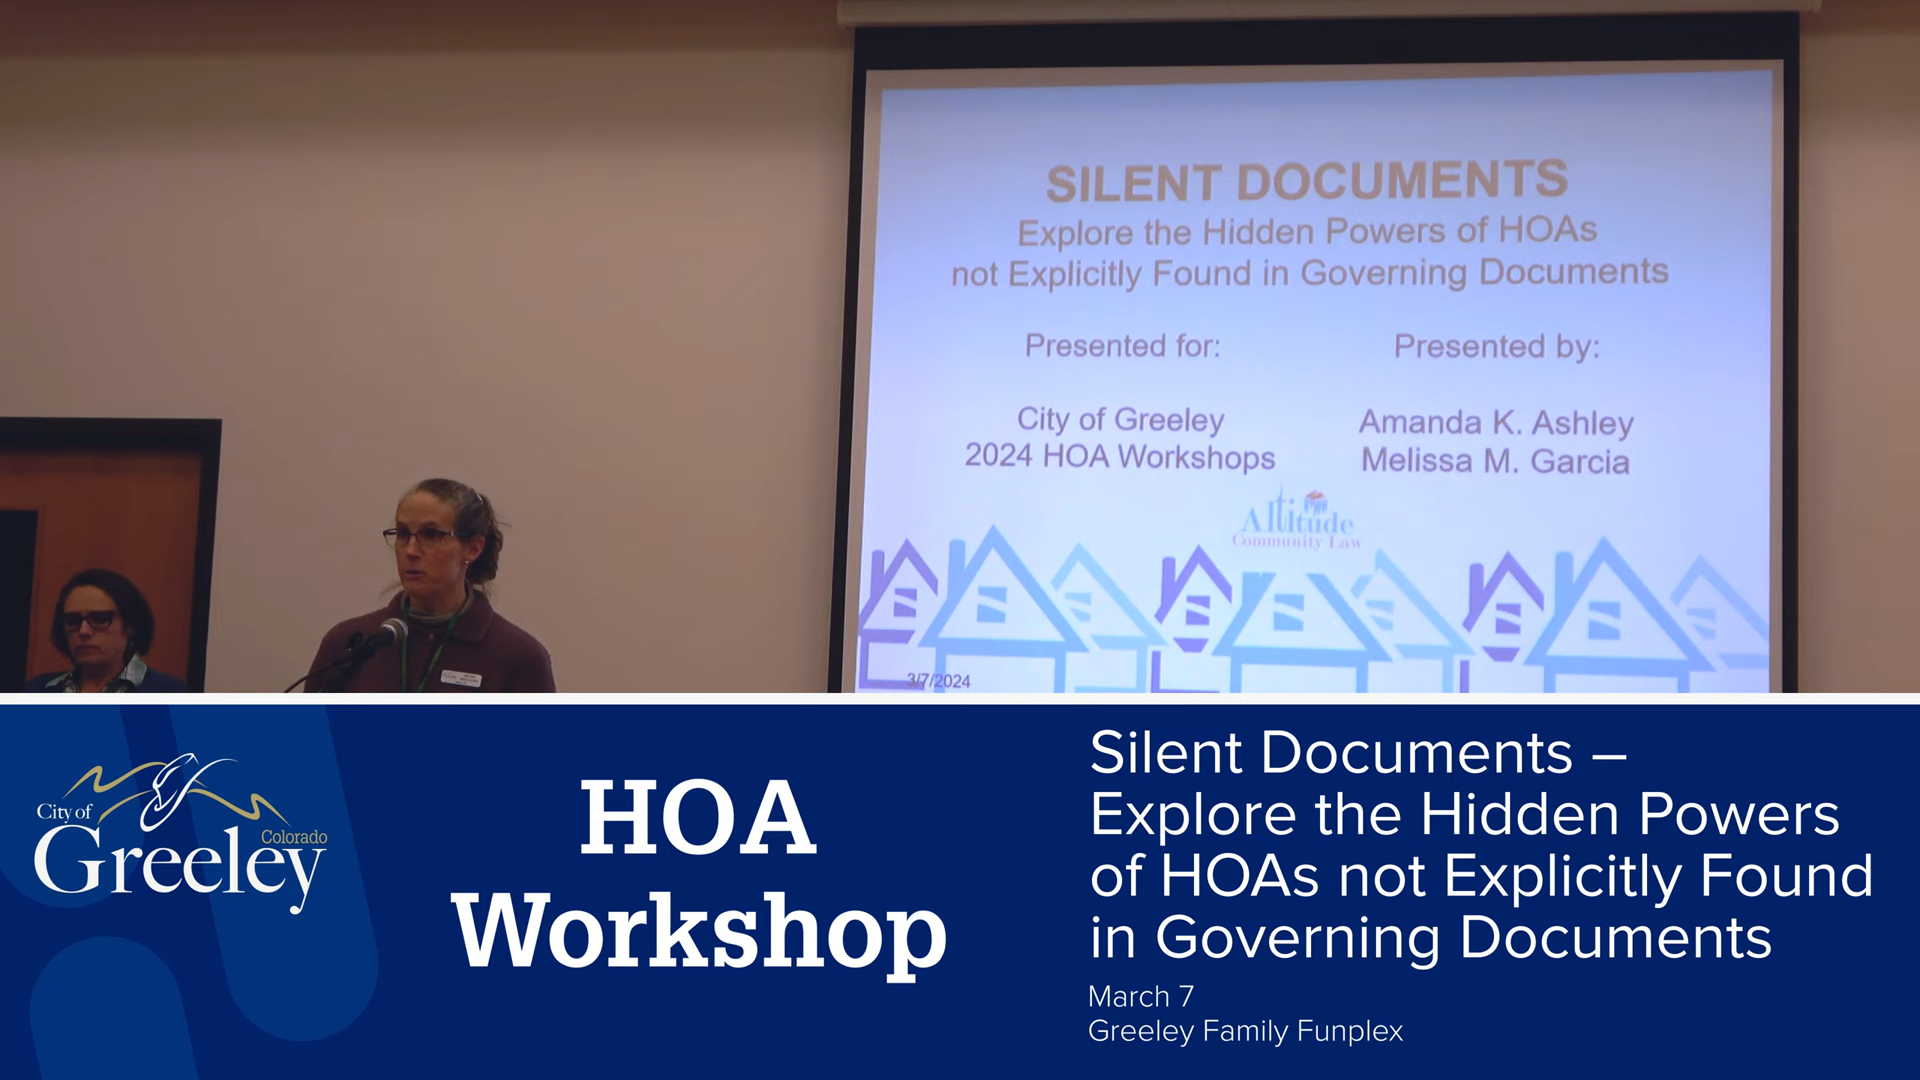 SILENT DOCUMENTS
Explore the Hidden Powers of HOAs
not Explicitly Found in Governing Documents
Presented for:
City of Greeley
2024 HOA Workshops
Presented by:
Amanda K. Ashley
Melissa M. Garcia
Altitude
Community Law
3/7/2024
City of
Greeley
Colorado
HOA
Workshop
Silent Documents –
Explore the Hidden Powers
of HOAs not Explicitly Found
in Governing Documents
March 7
Greeley Family Funplex